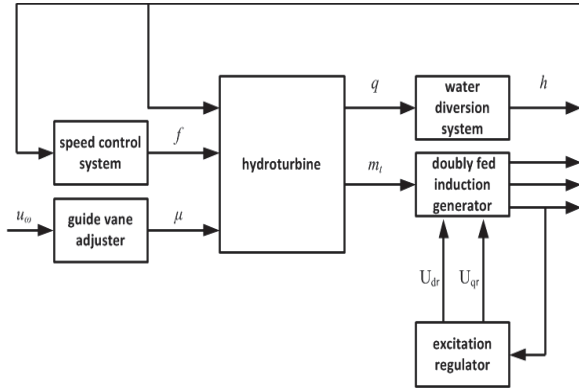 q
water
diversion
system
h
speed control
system
f
hydroturbine
m_t
doubly fed
induction
generator
u_ω
guide vane
adjuster
μ
U_dr
U_qr
excitation
regulator